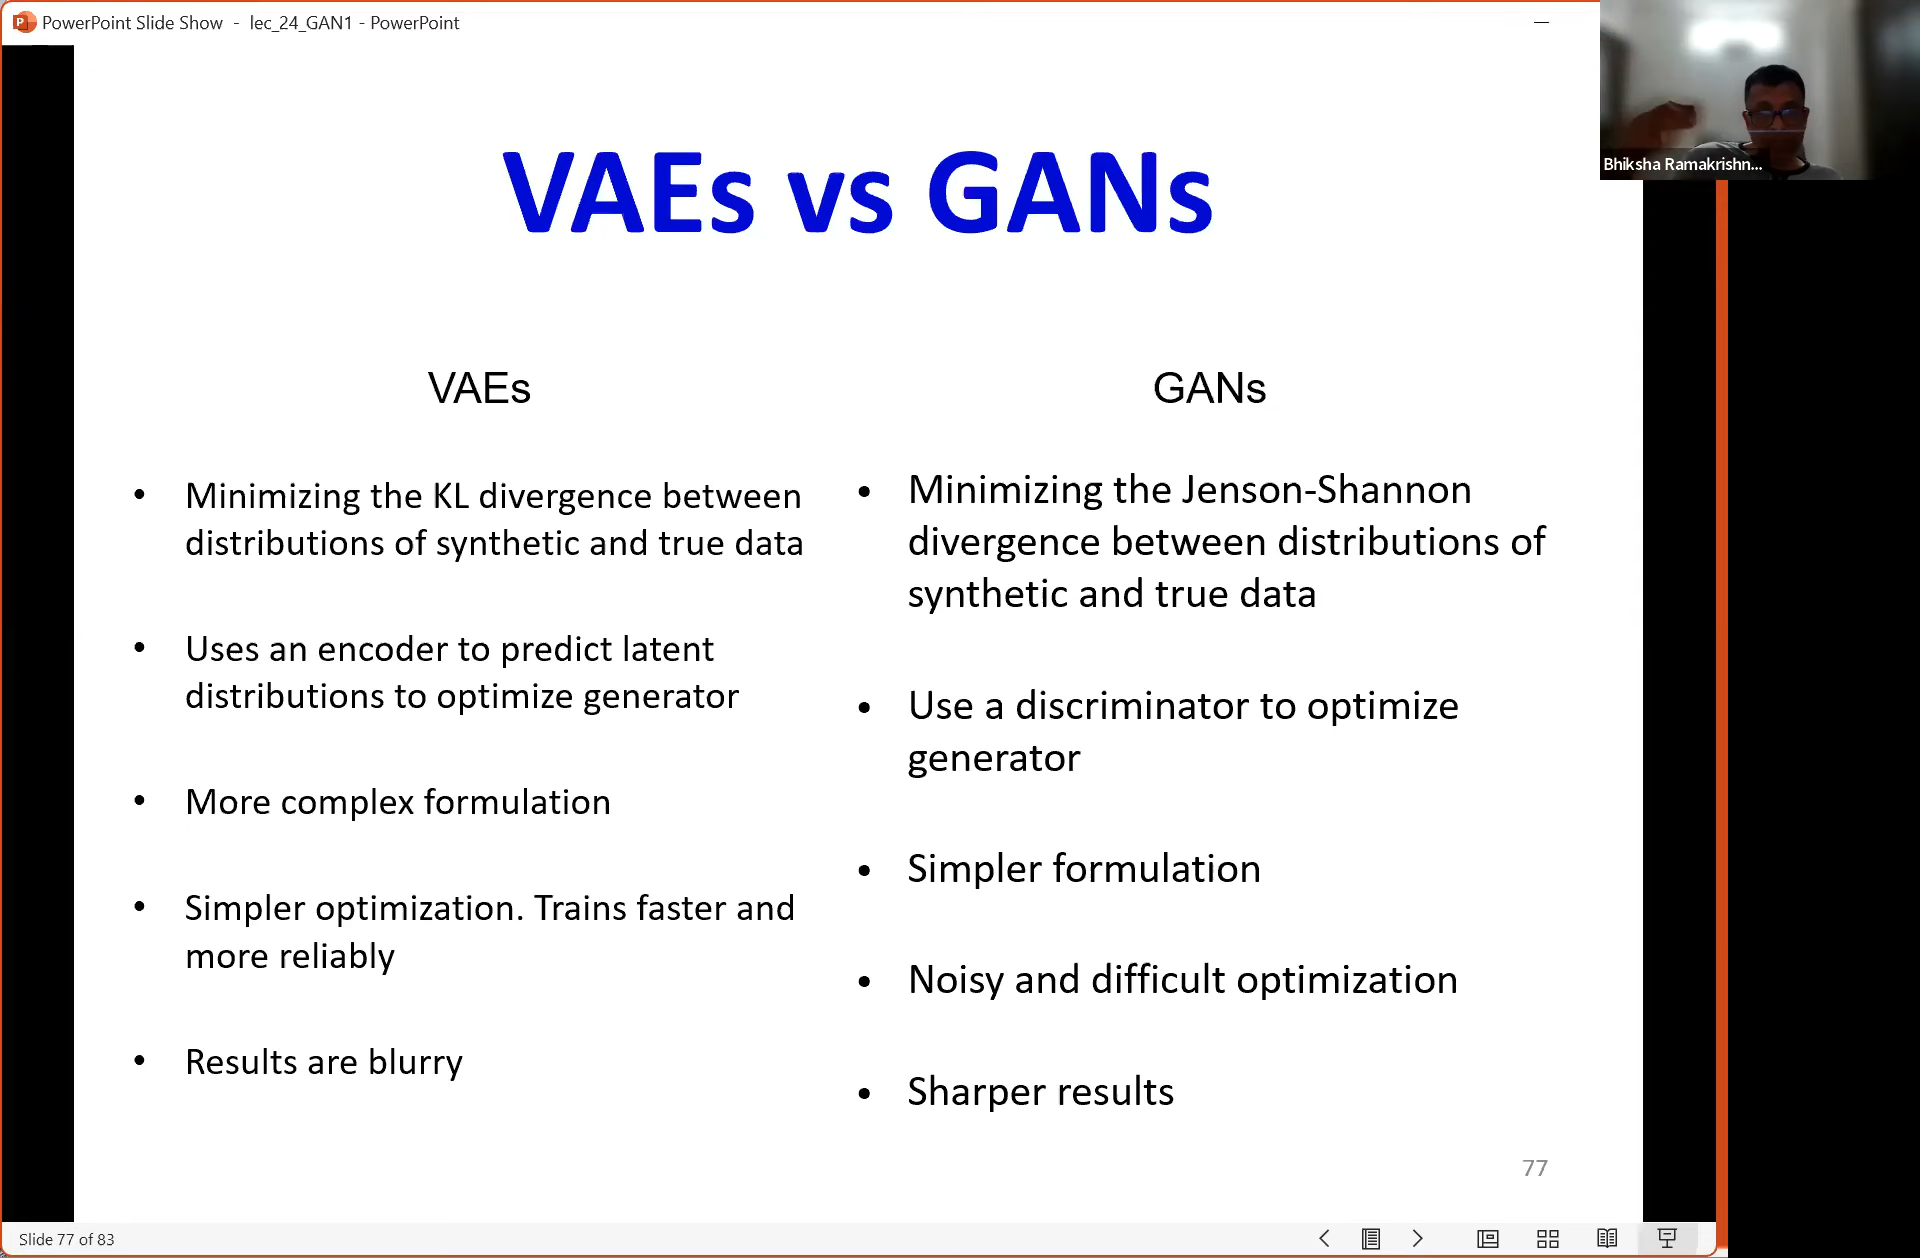 PowerPoint Slide Show - lec_24_GAN1 - PowerPoint
Bhiksha Ramakrishn...
VAEs vs GANs
VAEs
• Minimizing the KL divergence between
distributions of synthetic and true data
• Uses an encoder to predict latent
distributions to optimize generator
• More complex formulation
• Simpler optimization. Trains faster and
more reliably
• Results are blurry
GANs
• Minimizing the Jenson-Shannon
divergence between distributions of
synthetic and true data
• Use a discriminator to optimize
generator
• Simpler formulation
• Noisy and difficult optimization
• Sharper results
77
Slide 77 of 83